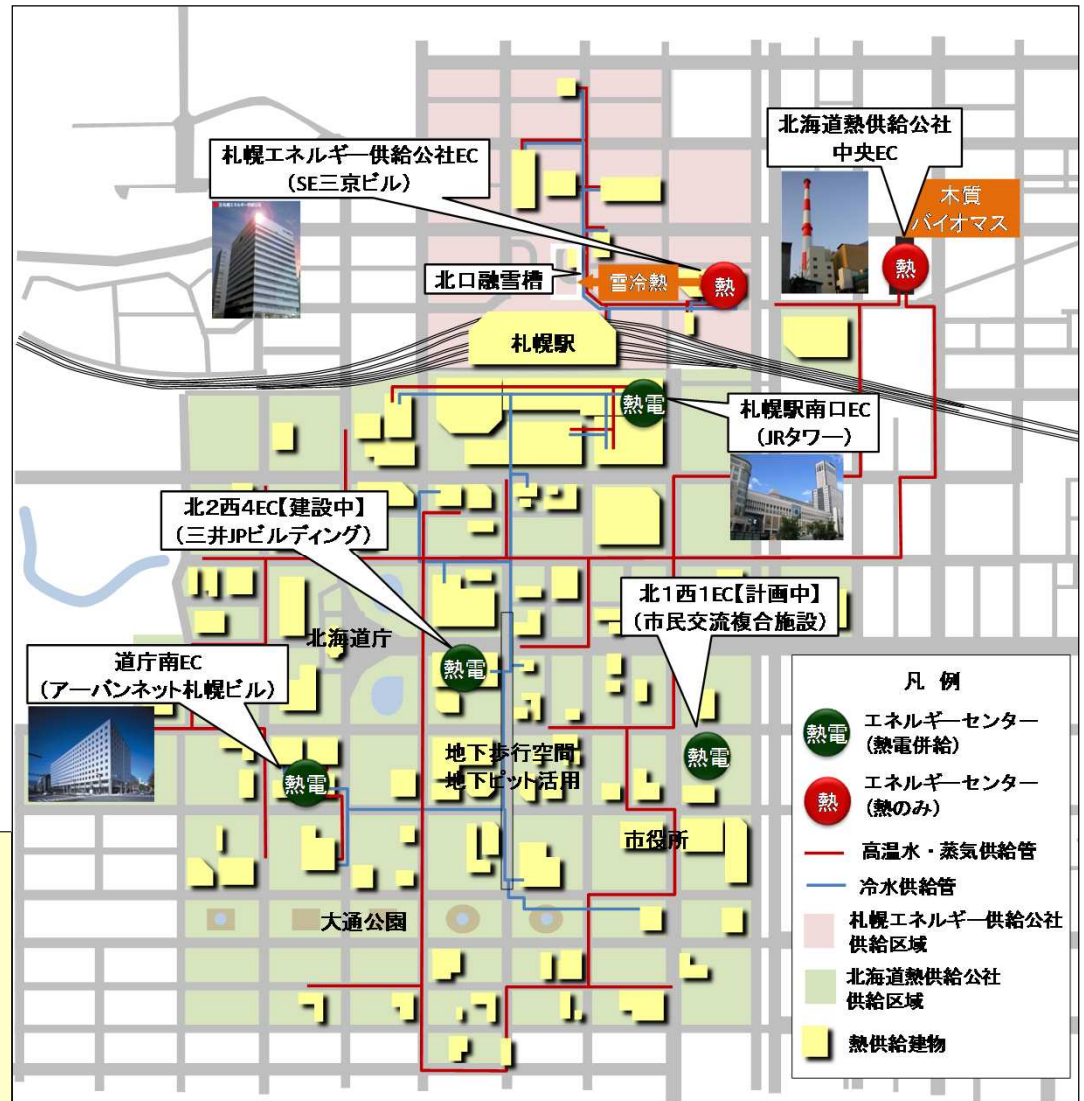 北海道熱供給公社
中央EC
木質
バイオマス
熱
札幌エネルギー供給公社EC
(SE三京ビル)
北口融雪槽
雪冷熱
熱
札幌駅
熱電
札幌駅南口EC
(JRタワー)
北2西4EC【建設中】
(三井JPビルディング)
北1西1EC【計画中】
(市民交流複合施設)
北海道庁
熱電
道庁南EC
(アーバンネット札幌ビル)
熱電
地下歩行空間
地下ピット活用
熱電
市役所
大通公園
凡 例
熱電
エネルギーセンター
(熱電併給)
熱
エネルギーセンター
(熱のみ)
高温水・蒸気供給管
冷水供給管
札幌エネルギー供給公社
供給区域
北海道熱供給公社
供給区域
熱供給建物